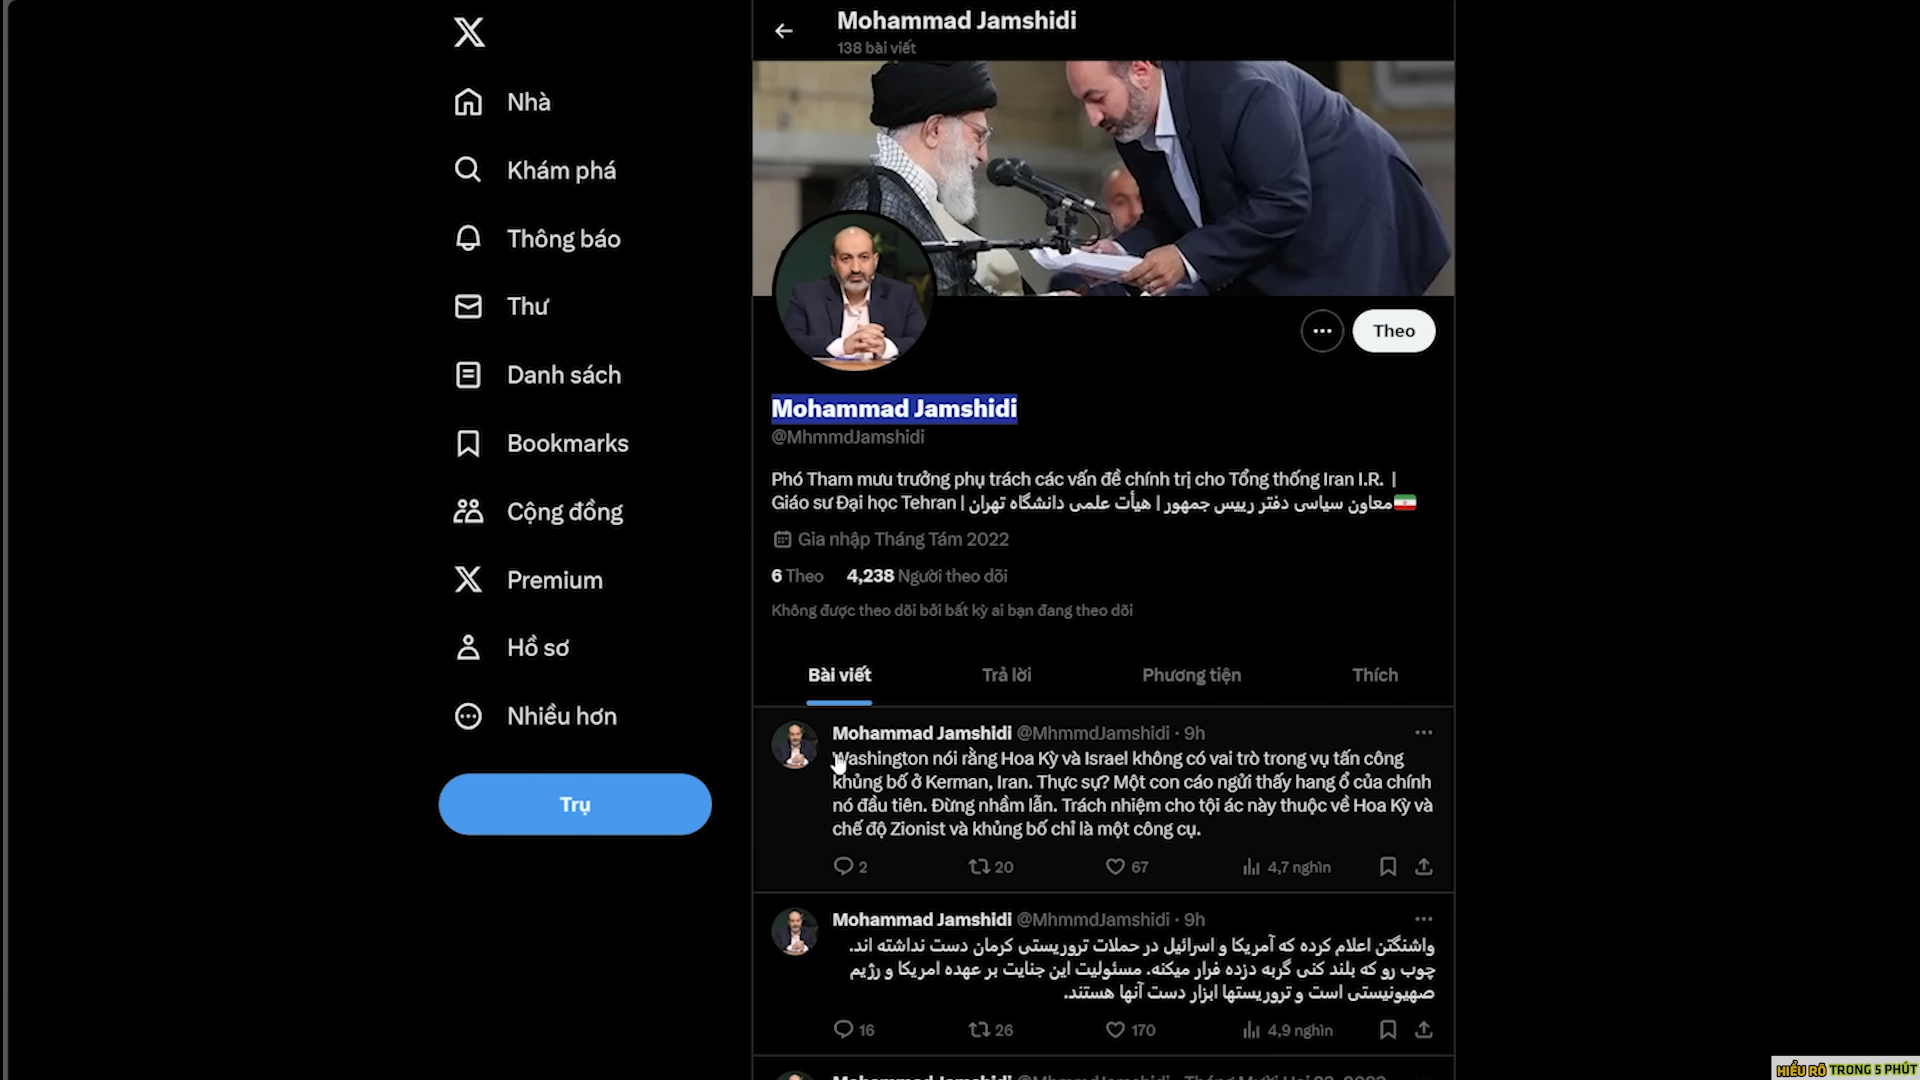 Mohammad Jamshidi
138 bài viết
Nhà
Khám phá
Thông báo
Thư
Danh sách
Bookmarks
Cộng đồng
Premium
Hồ sơ
Nhiều hơn
Trụ
Theo
Mohammad Jamshidi
@MhmmdJamshidi
Phó Tham mưu trưởng phụ trách các vấn đề chính trị cho Tổng thống Iran I.R. |
Giáo sư Đại học Tehran | معاون سیاسی دفتر رییس جمهور | هیأت علمی دانشگاه تهران
Gia nhập Tháng Tám 2022
6 Theo 4,238 Người theo dõi
Không được theo dõi bởi bất kỳ ai bạn đang theo dõi
Bài viết Trả lời Phương tiện Thích
Mohammad Jamshidi @MhmmdJamshidi · 9h
Washington nói rằng Hoa Kỳ và Israel không có vai trò trong vụ tấn công
khủng bố ở Kerman, Iran. Thực sự? Một con cáo ngửi thấy hang ổ của chính
nó đầu tiên. Đừng nhầm lẫn. Trách nhiệm cho tội ác này thuộc về Hoa Kỳ và
chế độ Zionist và khủng bố chỉ là một công cụ.
2 20 67 4,7 nghìn
Mohammad Jamshidi @MhmmdJamshidi · 9h
واشنگتن اعلام کرده که آمریکا و اسرائیل در حملات تروریستی کرمان دست نداشته اند.
چوب رو که بلند کنی گربه دزده فرار میکنه. مسئولیت این جنایت بر عهده امریکا و رژیم
صهیونیستی است و تروریستها ابزار دست آنها هستند.
16 26 170 4,9 nghìn
HIỂU RÕ TRONG 5 PHÚT